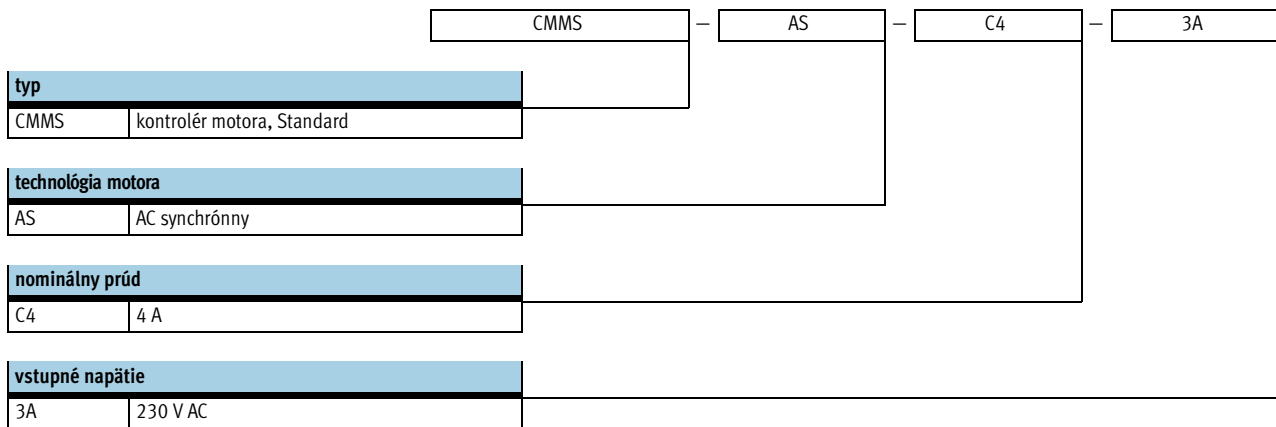 CMMS – AS – C4 – 3A
typ
CMMS kontrolér motora, Standard
technológia motora
AS AC synchrónny
nominálny prúd
C4 4 A
vstupné napätie
3A 230 V AC